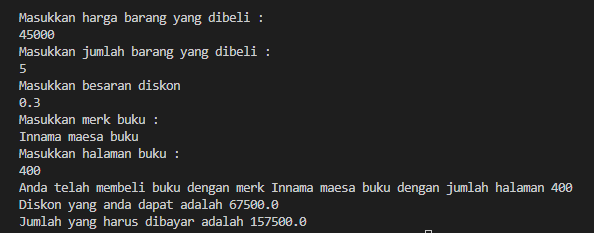 Masukkan harga barang yang dibeli :
45000
Masukkan jumlah barang yang dibeli :
5
Masukkan besaran diskon
0.3
Masukkan merk buku :
Innama maesa buku
Masukkan halaman buku :
400
Anda telah membeli buku dengan merk Innama maesa buku dengan jumlah halaman 400
Diskon yang anda dapat adalah 67500.0
Jumlah yang harus dibayar adalah 157500.0